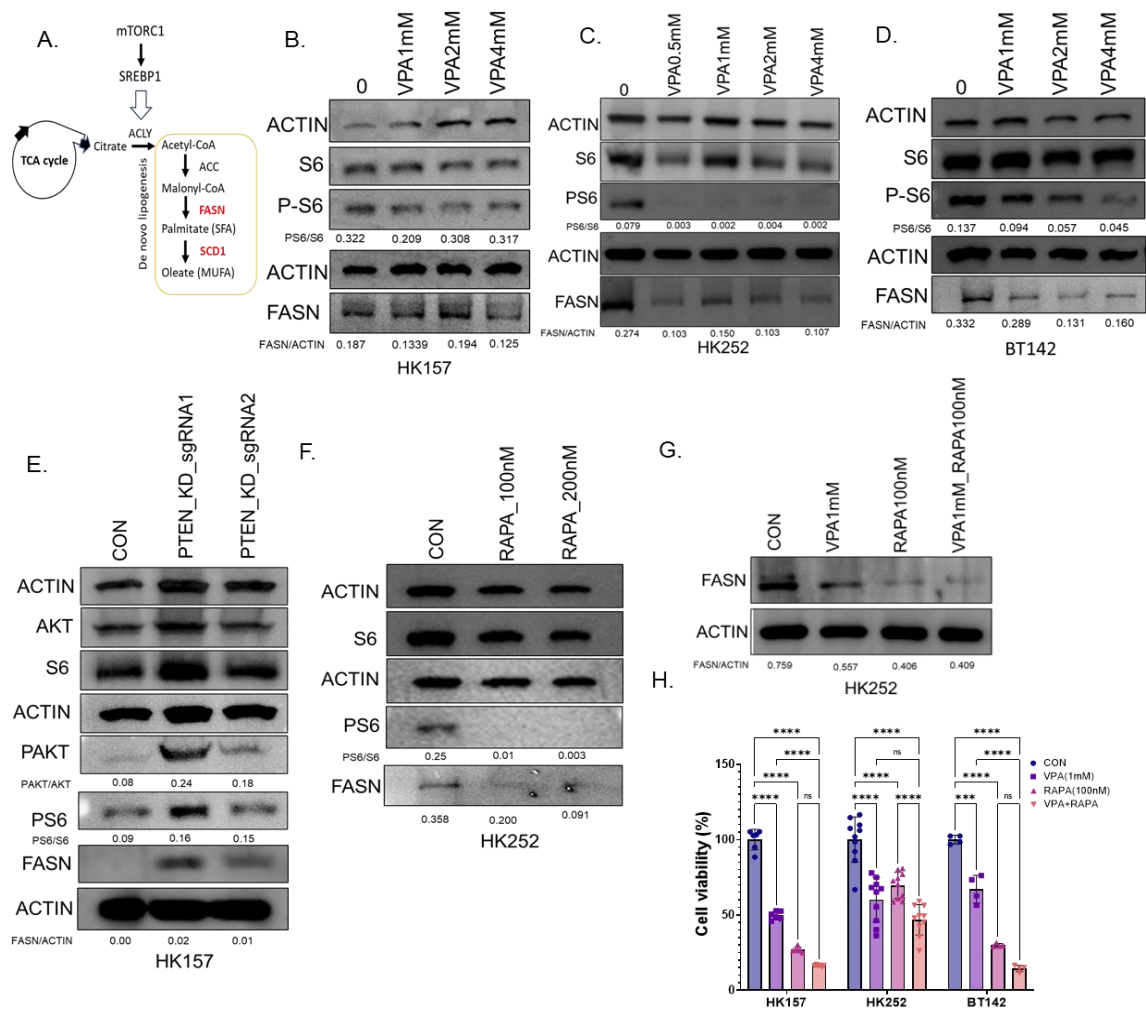 A.
mTORC1
SREBP1
ACLY
Citrate
TCA cycle
De novo lipogenesis
Acetyl-CoA
ACC
Malonyl-CoA
FASN
Palmitate (SFA)
SCD1
Oleate (MUFA)
B.
0 VPA1mM VPA2mM VPA4mM
ACTIN
S6
P-S6
PS6/S6 0.322 0.209 0.308 0.317
ACTIN
FASN
FASN/ACTIN 0.187 0.1339 0.194 0.125
HK157
C.
0 VPA0.5mM VPA1mM VPA2mM VPA4mM
ACTIN
S6
PS6
PS6/S6 0.079 0.003 0.002 0.004 0.002
ACTIN
FASN
FASN/ACTIN 0.274 0.103 0.150 0.103 0.107
HK252
D.
0 VPA1mM VPA2mM VPA4mM
ACTIN
S6
P-S6
PS6/S6 0.137 0.094 0.057 0.045
ACTIN
FASN
FASN/ACTIN 0.332 0.289 0.131 0.160
BT142
E.
CON PTEN_KD_sgRNA1 PTEN_KD_sgRNA2
ACTIN
AKT
S6
ACTIN
PAKT
PAKT/AKT 0.08 0.24 0.18
PS6
PS6/S6 0.09 0.16 0.15
FASN
ACTIN
FASN/ACTIN 0.00 0.02 0.01
HK157
F.
CON RAPA_100nM RAPA_200nM
ACTIN
S6
ACTIN
PS6
PS6/S6 0.25 0.01 0.003
FASN
0.358 0.200 0.091
HK252
G.
CON VPA1mM RAPA100nM VPA1mM_RAPA100nM
FASN
ACTIN
FASN/ACTIN 0.759 0.557 0.406 0.409
HK252
H.
**** **** ****
**** ns ****
**** **** ****
**** ns **** **** *** ns
CON
VPA(1mM)
RAPA(100nM)
VPA+RAPA
Cell viability (%)
150
100
50
0
HK157 HK252 BT142